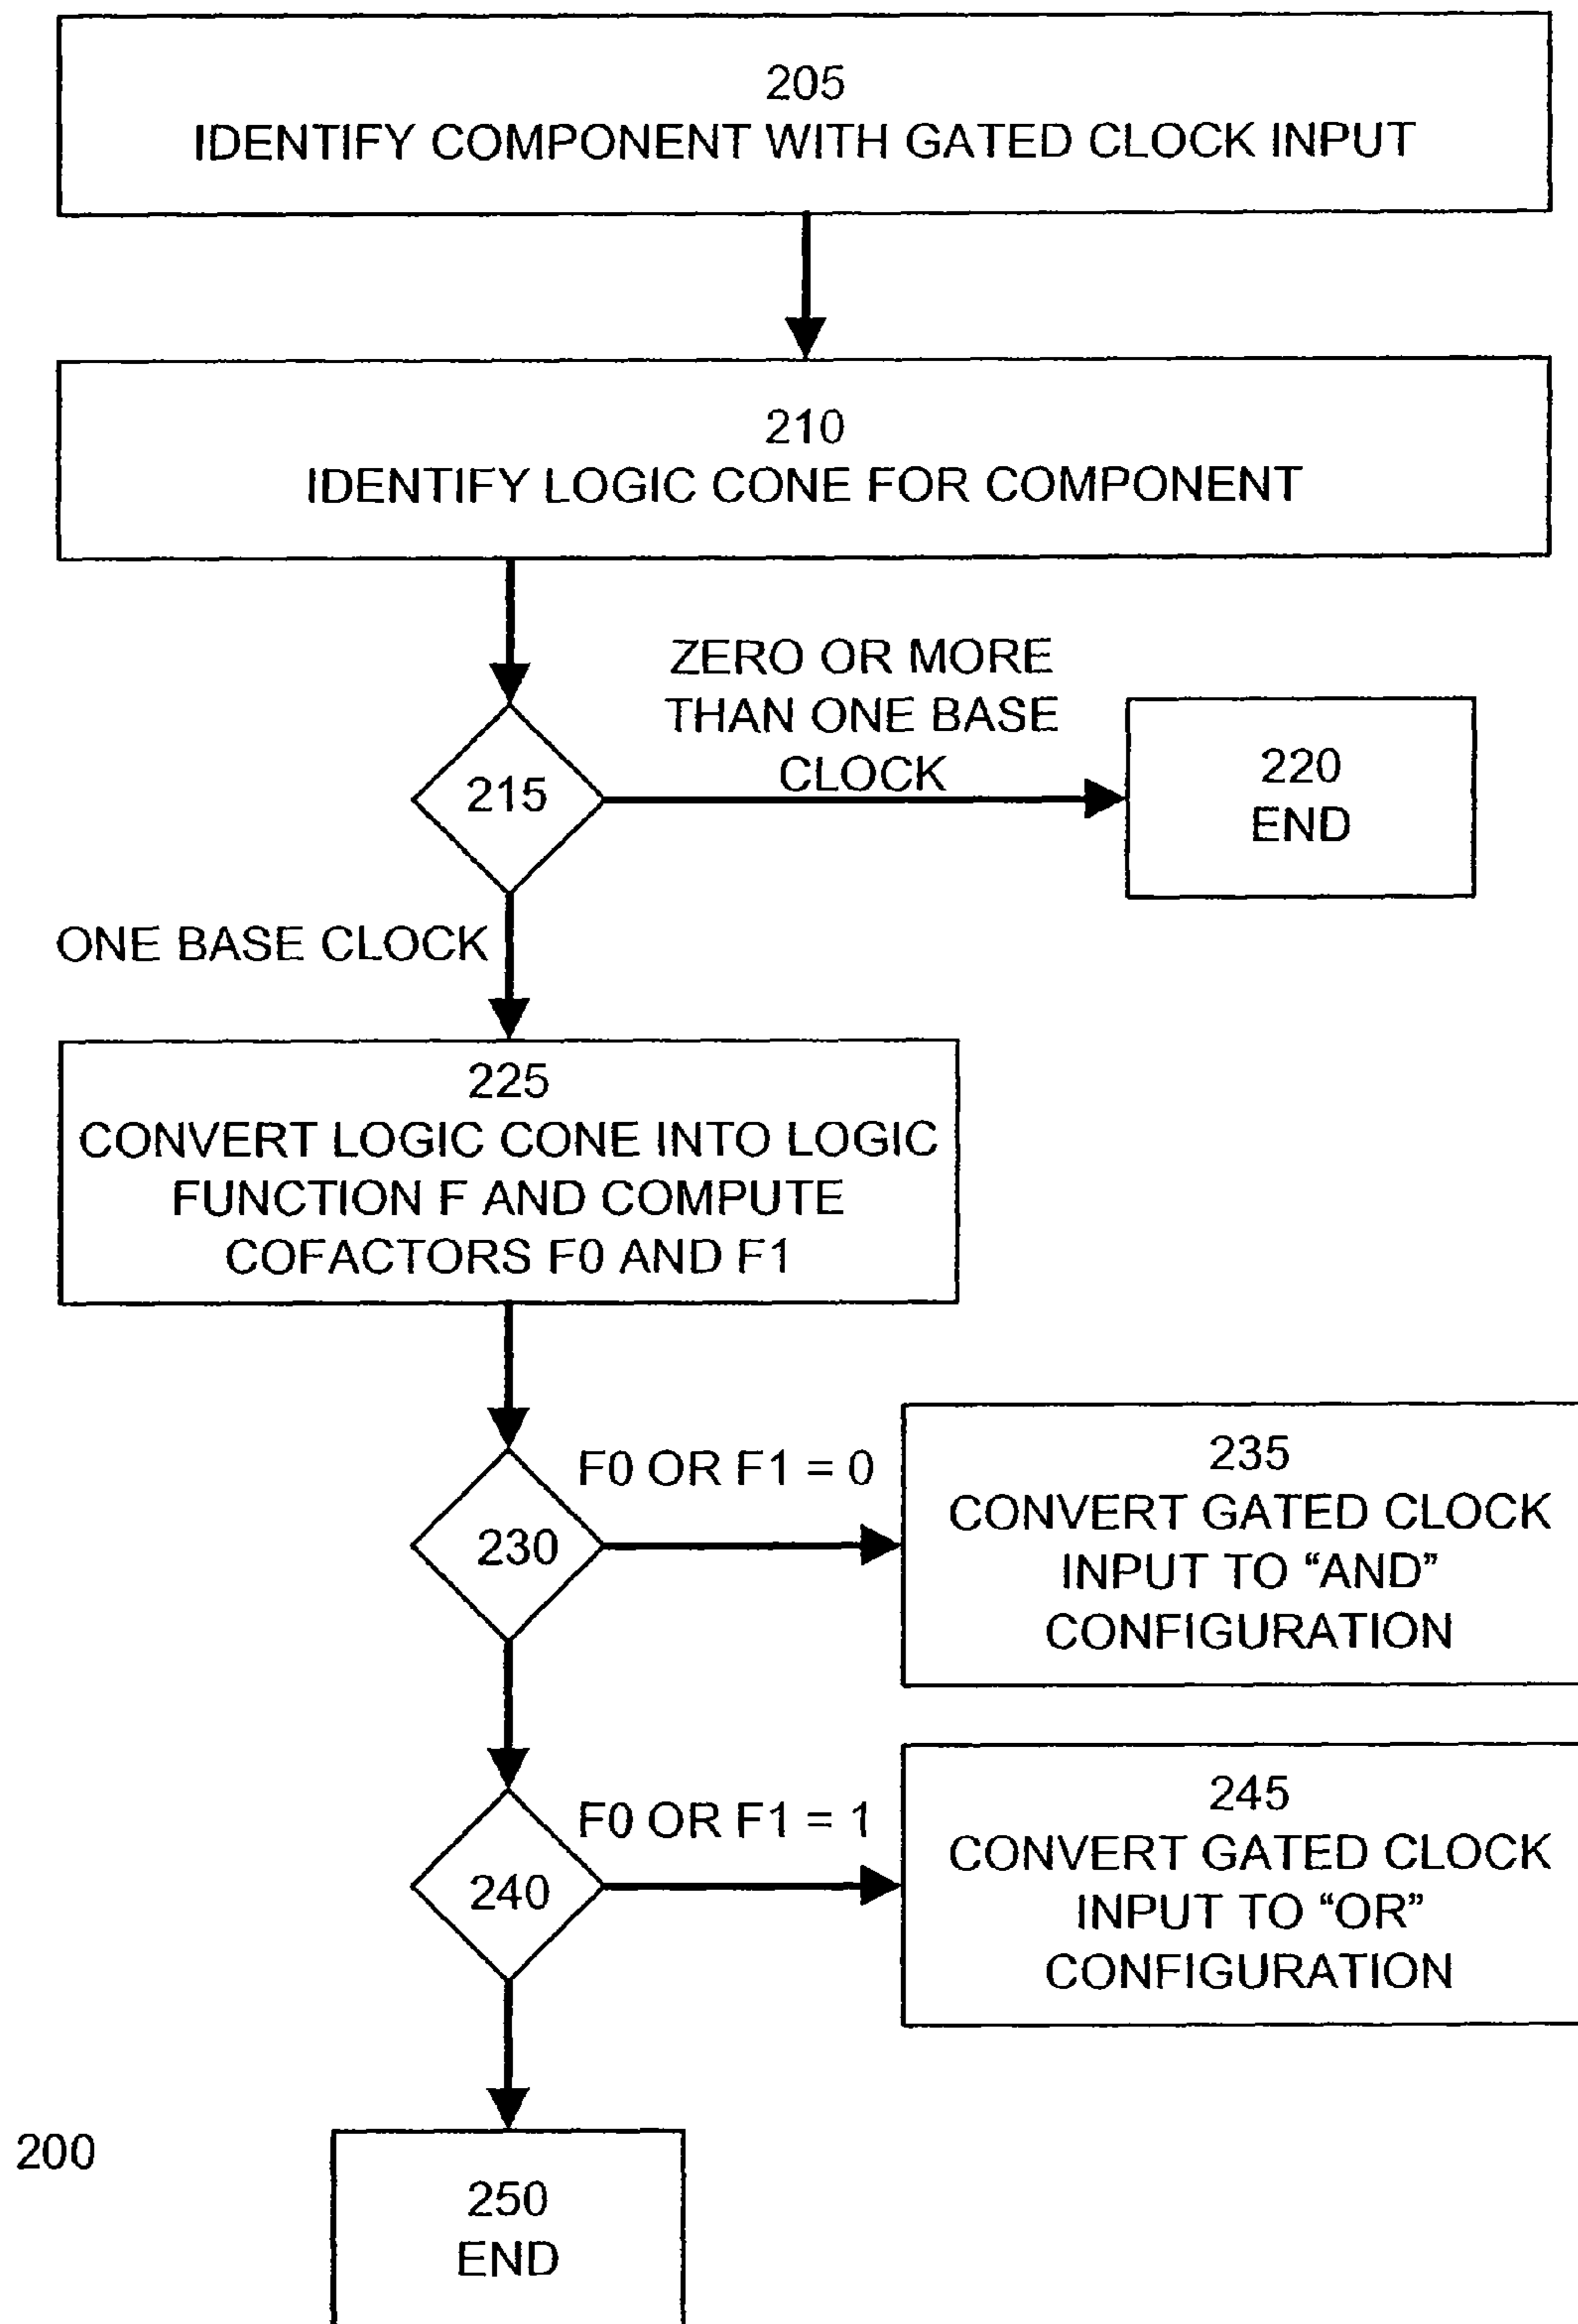 205
IDENTIFY COMPONENT WITH GATED CLOCK INPUT
210
IDENTIFY LOGIC CONE FOR COMPONENT
ZERO OR MORE
THAN ONE BASE
CLOCK
215
220
END
ONE BASE CLOCK
225
CONVERT LOGIC CONE INTO LOGIC
FUNCTION F AND COMPUTE
COFACTORS F0 AND F1
F0 OR F1 = 0
230
235
CONVERT GATED CLOCK
INPUT TO “AND”
CONFIGURATION
F0 OR F1 = 1
240
245
CONVERT GATED CLOCK
INPUT TO “OR”
CONFIGURATION
200
250
END